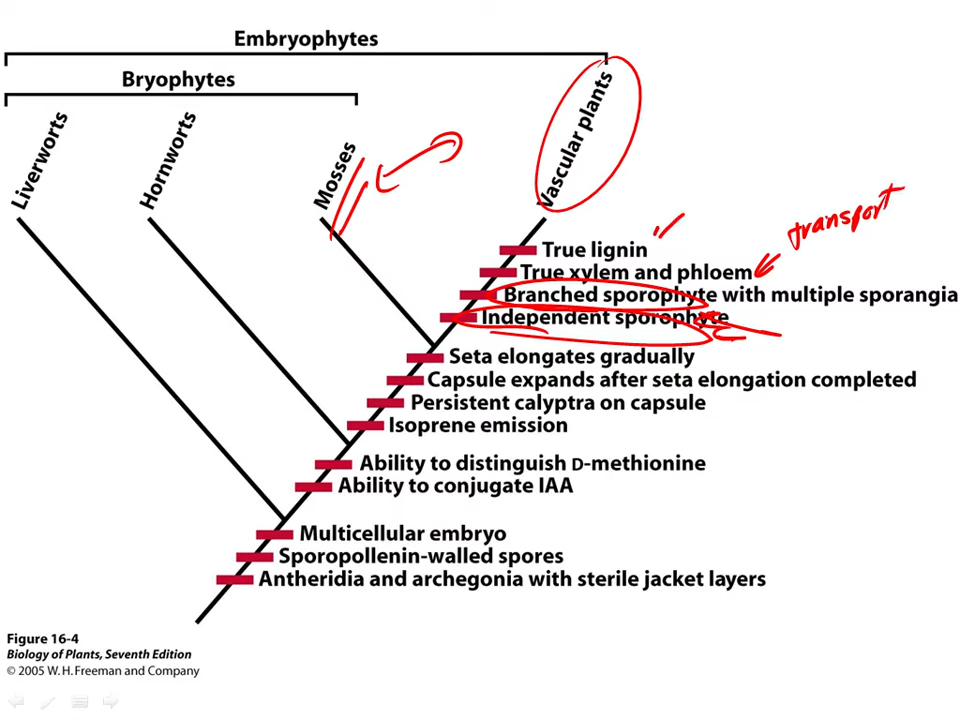 Embryophytes
Bryophytes
Liverworts
Hornworts
Mosses
Vascular plants
transport
True lignin
True xylem and phloem
Branched sporophyte with multiple sporangia
Independent sporophyte
Seta elongates gradually
Capsule expands after seta elongation completed
Persistent calyptra on capsule
Isoprene emission
Ability to distinguish D-methionine
Ability to conjugate IAA
Multicellular embryo
Sporopollenin-walled spores
Antheridia and archegonia with sterile jacket layers
Figure 16-4
Biology of Plants, Seventh Edition
© 2005 W. H. Freeman and Company